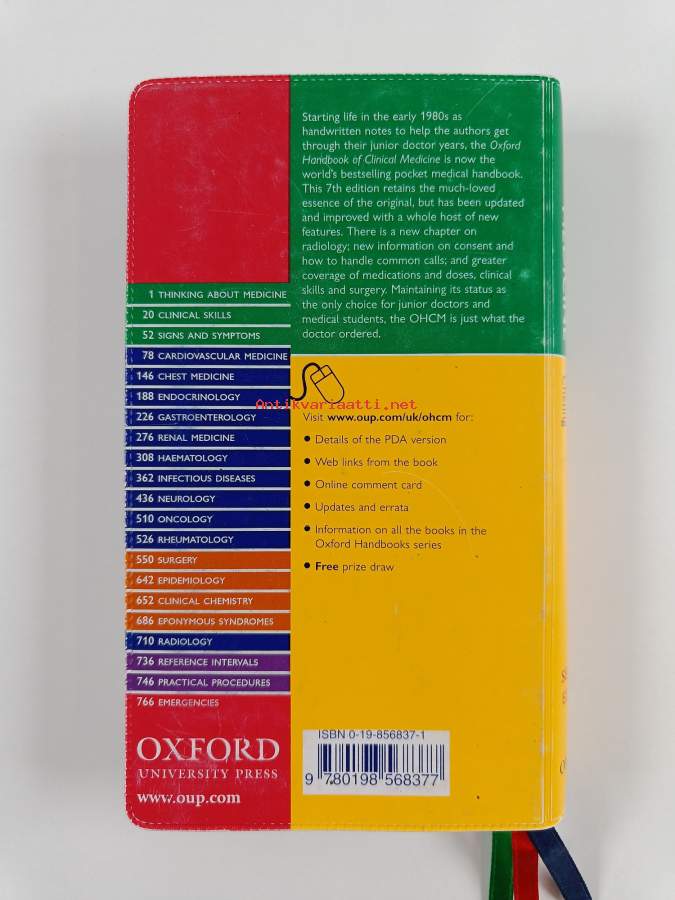 Starting life in the early 1980s as
handwritten notes to help the authors get
through their junior doctor years, the Oxford
Handbook of Clinical Medicine is now the
world's bestselling pocket medical handbook.
This 7th edition retains the much-loved
essence of the original, but has been updated
and improved with a whole host of new
features. There is a new chapter on
radiology; new information on consent and
how to handle common calls; and greater
coverage of medications and doses, clinical
skills and surgery. Maintaining its status as
the only choice for junior doctors and
medical students, the OHCM is just what the
doctor ordered.
1 THINKING ABOUT MEDICINE
20 CLINICAL SKILLS
52 SIGNS AND SYMPTOMS
78 CARDIOVASCULAR MEDICINE
146 CHEST MEDICINE
188 ENDOCRINOLOGY
226 GASTROENTEROLOGY
276 RENAL MEDICINE
308 HAEMATOLOGY
362 INFECTIOUS DISEASES
436 NEUROLOGY
510 ONCOLOGY
526 RHEUMATOLOGY
550 SURGERY
642 EPIDEMIOLOGY
652 CLINICAL CHEMISTRY
686 EPONYMOUS SYNDROMES
710 RADIOLOGY
736 REFERENCE INTERVALS
746 PRACTICAL PROCEDURES
766 EMERGENCIES
Antikvariaatti.net
Visit www.oup.com/uk/ohcm for:
• Details of the PDA version
• Web links from the book
• Online comment card
• Updates and errata
• Information on all the books in the
Oxford Handbooks series
• Free prize draw
OXFORD
UNIVERSITY PRESS
www.oup.com
ISBN 0-19-856837-1
9 780198 568377